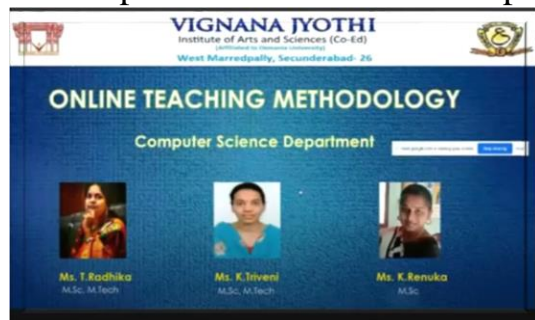 VIGNANA JYOTHI
Institute of Arts and Sciences (Co-Ed)
(Affiliated to Osmania University)
West Marredpally, Secunderabad- 26
ONLINE TEACHING METHODOLOGY
Computer Science Department
Ms. T.Radhika
Ms. K.Triveni
Ms. K.Renuka
M.Sc, M.Tech
M.Sc, M.Tech
M.Sc